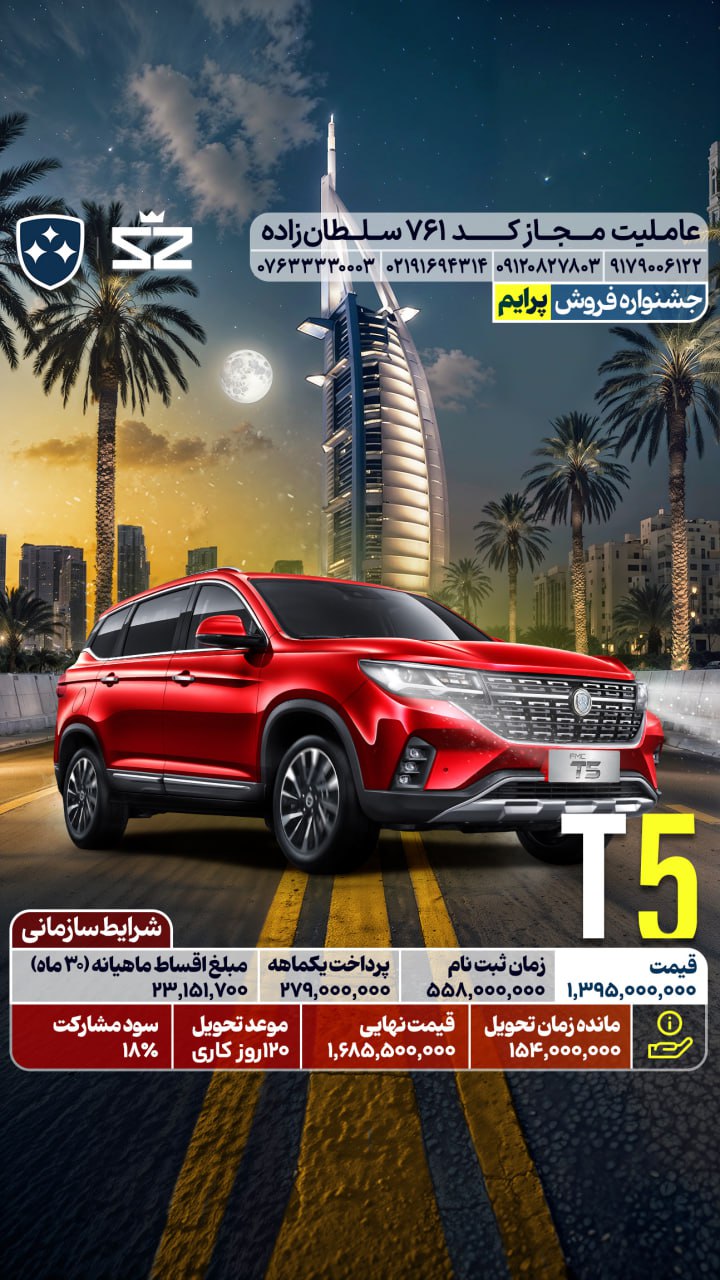 عاملیت مجاز کد ۷۶۱ سلطان‌زاده
۹۱۷۹۰۰۶۱۲۲ ۰۹۱۲۰۸۲۷۸۰۳ ۰۲۱۹۱۶۹۴۳۱۴ ۰۷۶۳۳۳۳۰۰۰۳
جشنواره فروش پرایم
SZ
FMC
T5
T5
شرایط سازمانی
قیمت
۱,۳۹۵,۰۰۰,۰۰۰
زمان ثبت نام
۵۵۸,۰۰۰,۰۰۰
پرداخت یکماهه
۲۷۹,۰۰۰,۰۰۰
مبلغ اقساط ماهیانه (۳۰ ماه)
۲۳,۱۵۱,۷۰۰
مانده زمان تحویل
۱۵۴,۰۰۰,۰۰۰
قیمت نهایی
۱,۶۸۵,۵۰۰,۰۰۰
موعد تحویل
۱۲۰روز کاری
سود مشارکت
۱۸%